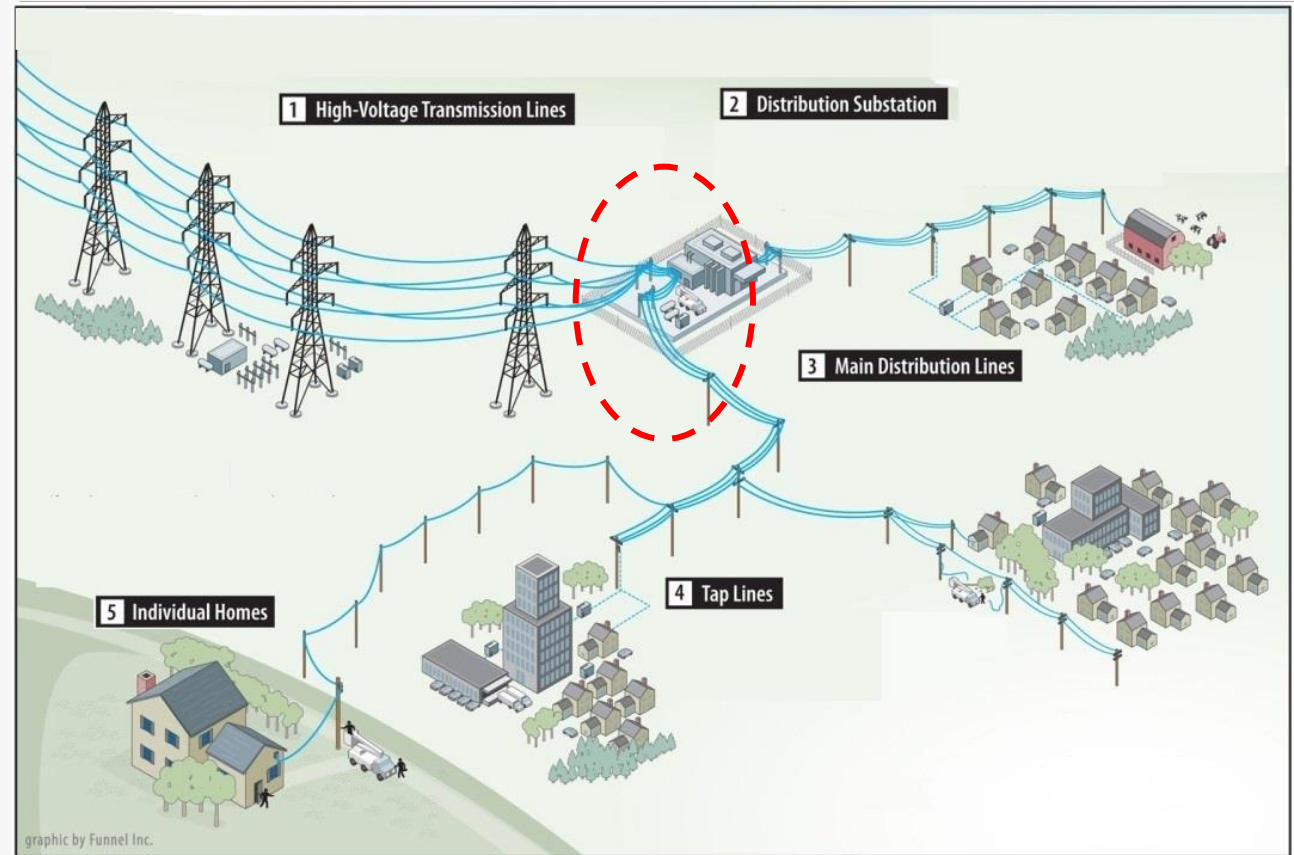 1 High-Voltage Transmission Lines
2 Distribution Substation
3 Main Distribution Lines
4 Tap Lines
5 Individual Homes
graphic by Funnel Inc.